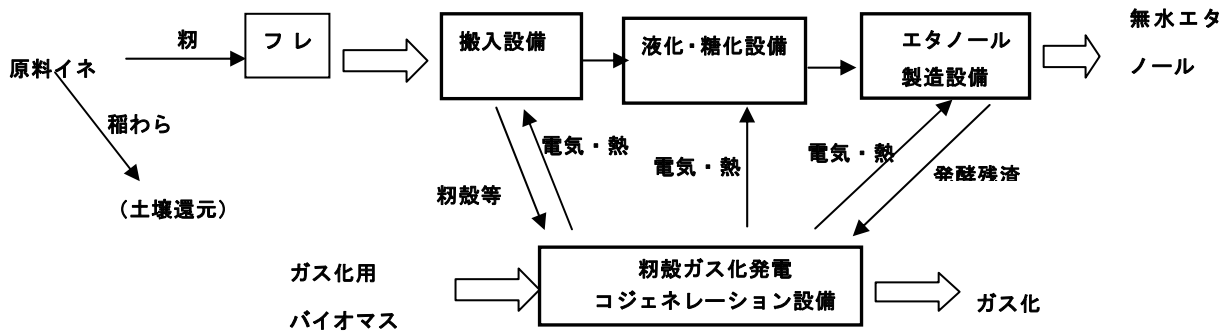 原料イネ
籾
稲わら
(土壌還元)
フ レ
搬入設備
液化・糖化設備
エタノール
製造設備
無水エタ
ノール
電気・熱
籾殻等
電気・熱
電気・熱
発酵残渣
ガス化用
バイオマス
籾殻ガス化発電
コジェネレーション設備
ガス化